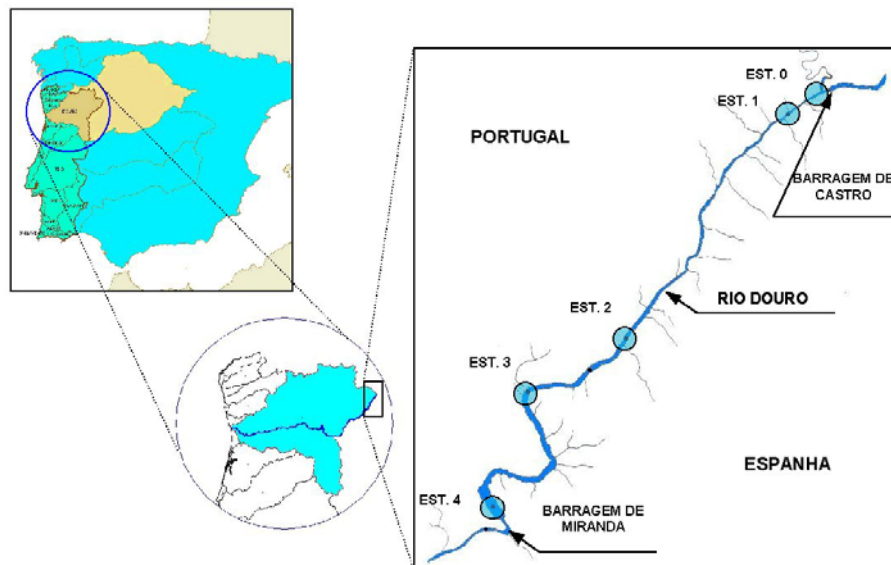 EST. 0
EST. 1
PORTUGAL
BARRAGEM DE
CASTRO
RIO DOURO
EST. 2
EST. 3
ESPANHA
EST. 4
BARRAGEM DE
MIRANDA